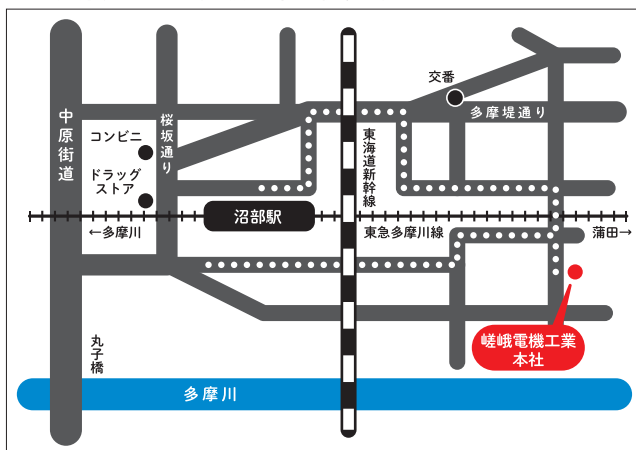 交番
多摩堤通り
中原街道
桜坂通り
コンビニ
ドラッグ
ストア
東海道新幹線
沼部駅
←多摩川
東急多摩川線
蒲田→
嵯峨電機工業
本社
丸子橋
多摩川